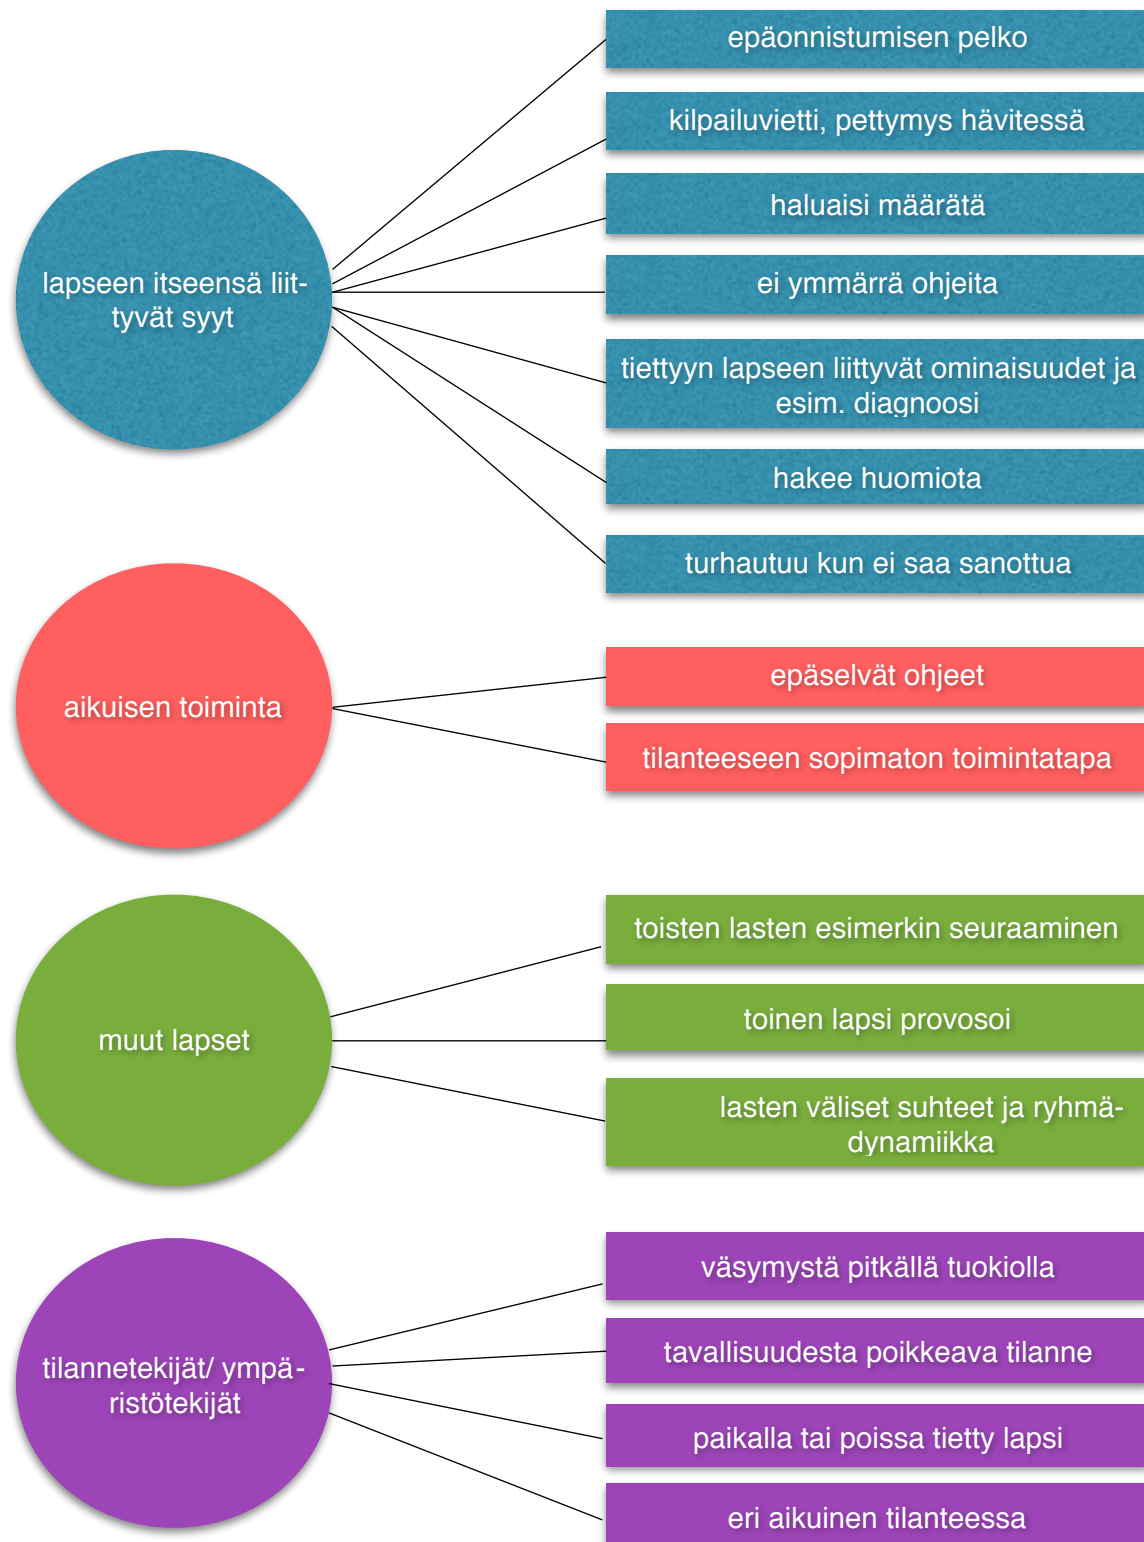 lapseen itseensä liit-
tyvät syyt
epäonnistumisen pelko
kilpailuvietti, pettymys hävitessä
haluaisi määrätä
ei ymmärrä ohjeita
tiettyyn lapseen liittyvät ominaisuudet ja
esim. diagnoosi
hakee huomiota
turhautuu kun ei saa sanottua
aikuisen toiminta
epäselvät ohjeet
tilanteeseen sopimaton toimintatapa
muut lapset
toisten lasten esimerkin seuraaminen
toinen lapsi provosoi
lasten väliset suhteet ja ryhmä-
dynamiikka
tilannetekijät/ ympä-
ristötekijät
väsymystä pitkällä tuokiolla
tavallisuudesta poikkeava tilanne
paikalla tai poissa tietty lapsi
eri aikuinen tilanteessa